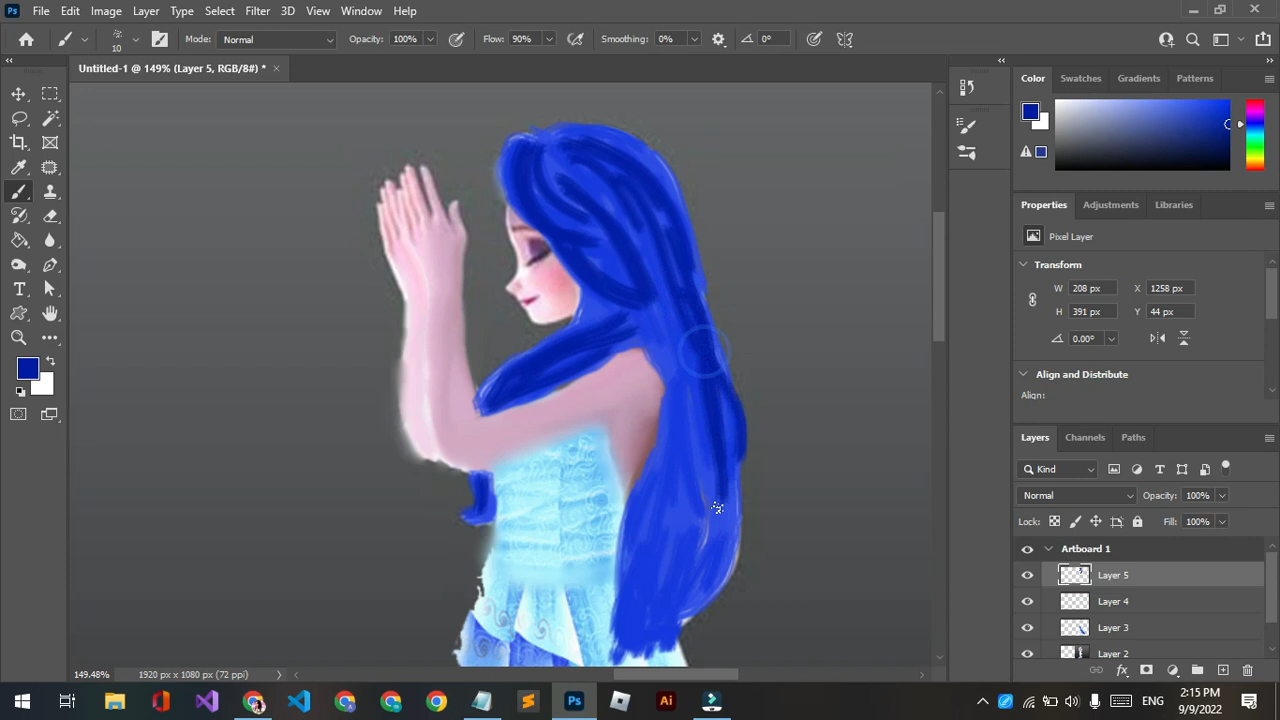 Ps File Edit Image Layer Type Select Filter 3D View Window Help
10 Mode: Normal Opacity: 100% Flow: 90% Smoothing: 0% 0°
Untitled-1 @ 149% (Layer 5, RGB/8#) *
Color Swatches Gradients Patterns
Properties Adjustments Libraries
Pixel Layer
Transform
W 208 px X 1258 px
H 391 px Y 44 px
0.00°
Align and Distribute
Align:
Layers Channels Paths
Kind
Normal Opacity: 100%
Lock: Fill: 100%
Artboard 1
Layer 5
Layer 4
Layer 3
Layer 2
149.48% 1920 px x 1080 px (72 ppi)
Ps Ai ENG 2:15 PM
9/9/2022